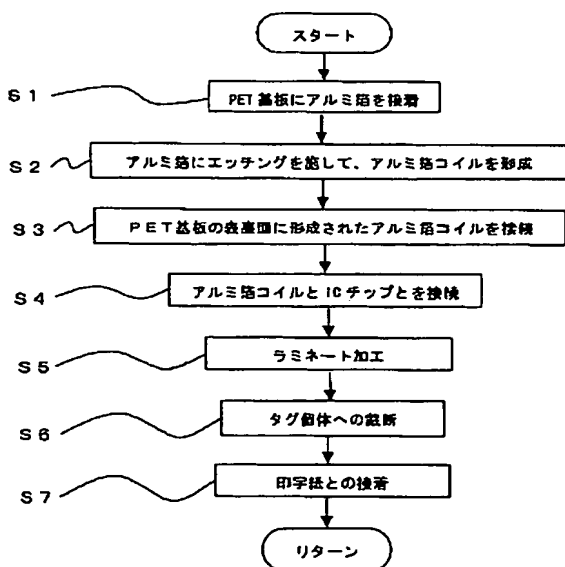 スタート
S1 PET基板にアルミ箔を接着
S2 アルミ箔にエッチングを施して、アルミ箔コイルを形成
S3 PET基板の表裏面に形成されたアルミ箔コイルを接続
S4 アルミ箔コイルとICチップとを接続
S5 ラミネート加工
S6 タグ個体への裁断
S7 印字紙との接着
リターン